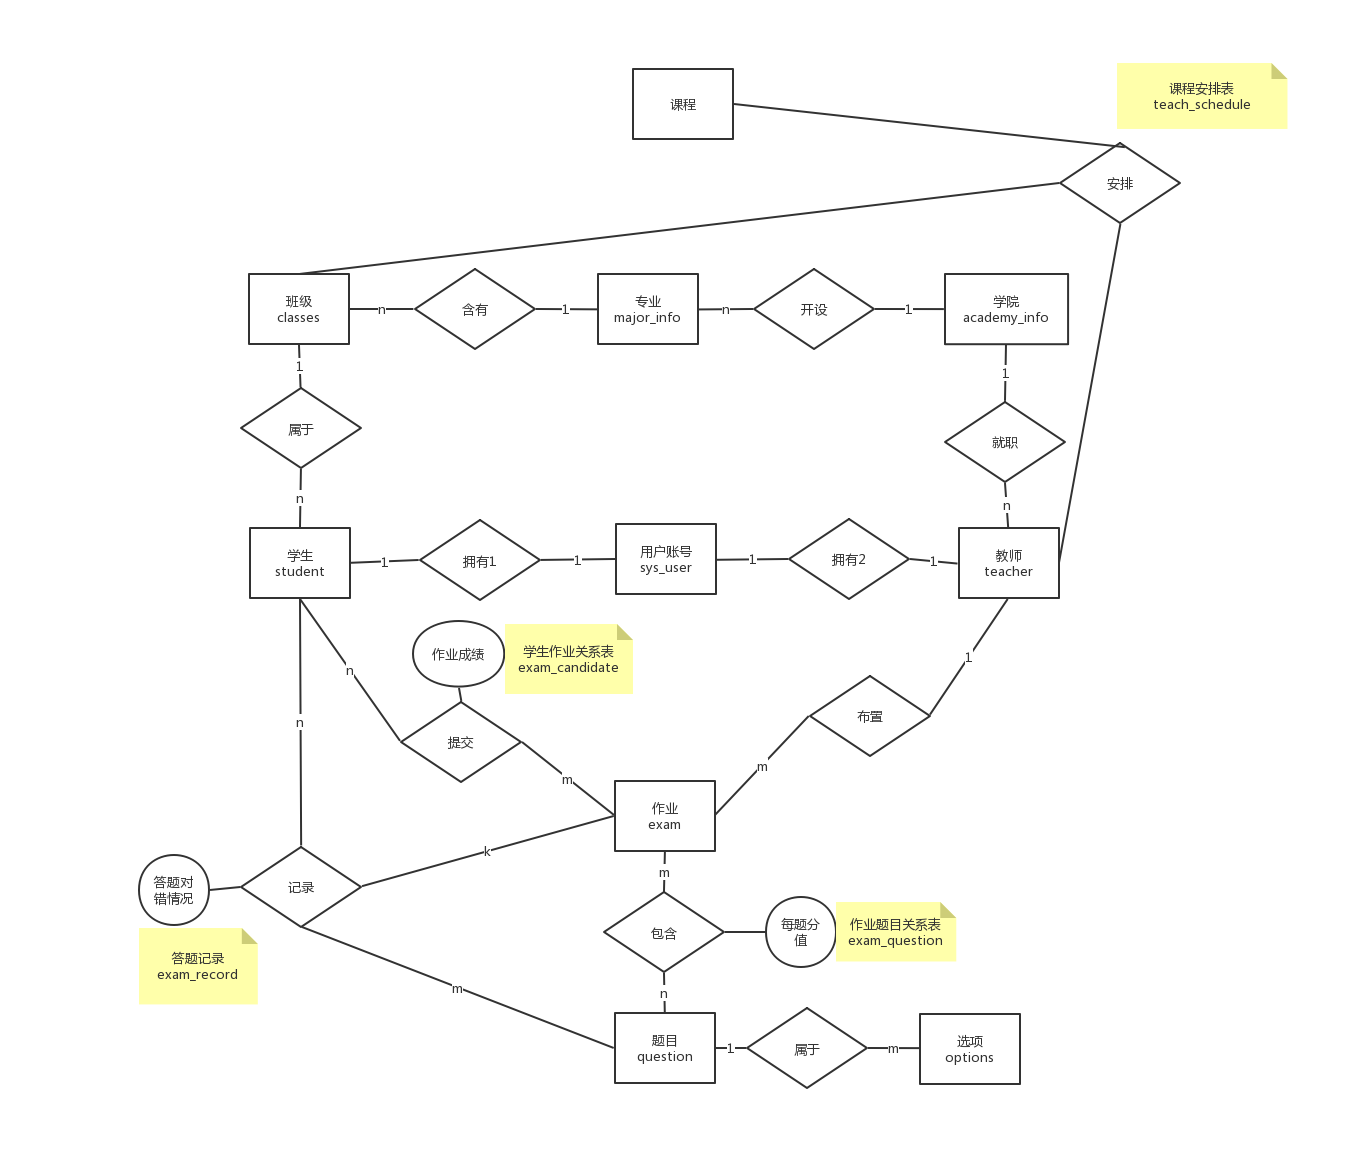 课程
课程安排表
teach_schedule
安排
班级
classes
n
含有
1
专业
major_info
n
开设
1
学院
academy_info
1
1
属于
就职
n
n
学生
student
1
拥有1
1
用户账号
sys_user
1
拥有2
1
教师
teacher
作业成绩
学生作业关系表
exam_candidate
n
1
n
提交
布置
m
m
作业
exam
k
m
答题对
错情况
记录
每题分
值
作业题目关系表
exam_question
包含
答题记录
exam_record
m
n
题目
question
1
属于
m
选项
options